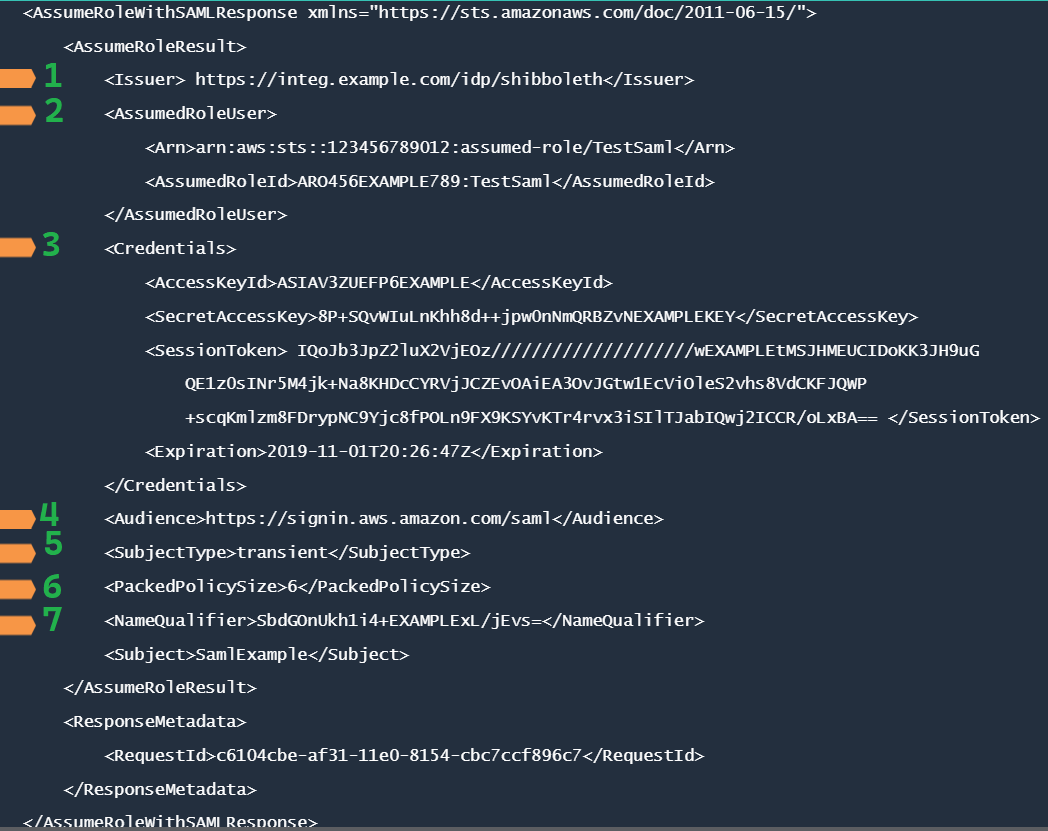 <AssumeRoleWithSAMLResponse xmlns="https://sts.amazonaws.com/doc/2011-06-15/">
<AssumeRoleResult>
1 <Issuer> https://integ.example.com/idp/shibboleth</Issuer>
2 <AssumedRoleUser>
<Arn>arn:aws:sts::123456789012:assumed-role/TestSaml</Arn>
<AssumedRoleId>ARO456EXAMPLE789:TestSaml</AssumedRoleId>
</AssumedRoleUser>
3 <Credentials>
<AccessKeyId>ASIAV3ZUEFP6EXAMPLE</AccessKeyId>
<SecretAccessKey>8P+SQvWIuLnKhh8d++jpw0nNmQRBZvNEXAMPLEKEY</SecretAccessKey>
<SessionToken> IQoJb3JpZ2luX2VjEOz////////////////////wEXAMPLEtMSJHMEUCIDoKK3JH9uG
QE1z0sINr5M4jk+Na8KHDcCYRVjJCZEvOAiEA3OvJGtw1EcViOleS2vhs8VdCKFJQWP
+scqKmlzm8FDrypNC9Yjc8fPOLn9FX9KSYvKTr4rvx3iSIlTJabIQwj2ICCR/oLxBA== </SessionToken>
<Expiration>2019-11-01T20:26:47Z</Expiration>
</Credentials>
4 <Audience>https://signin.aws.amazon.com/saml</Audience>
5 <SubjectType>transient</SubjectType>
6 <PackedPolicySize>6</PackedPolicySize>
7 <NameQualifier>SbdGOnUkh1i4+EXAMPLExL/jEvs=</NameQualifier>
<Subject>SamlExample</Subject>
</AssumeRoleResult>
<ResponseMetadata>
<RequestId>c6104cbe-af31-11e0-8154-cbc7ccf896c7</RequestId>
</ResponseMetadata>
</AssumeRoleWithSAMLResponse>